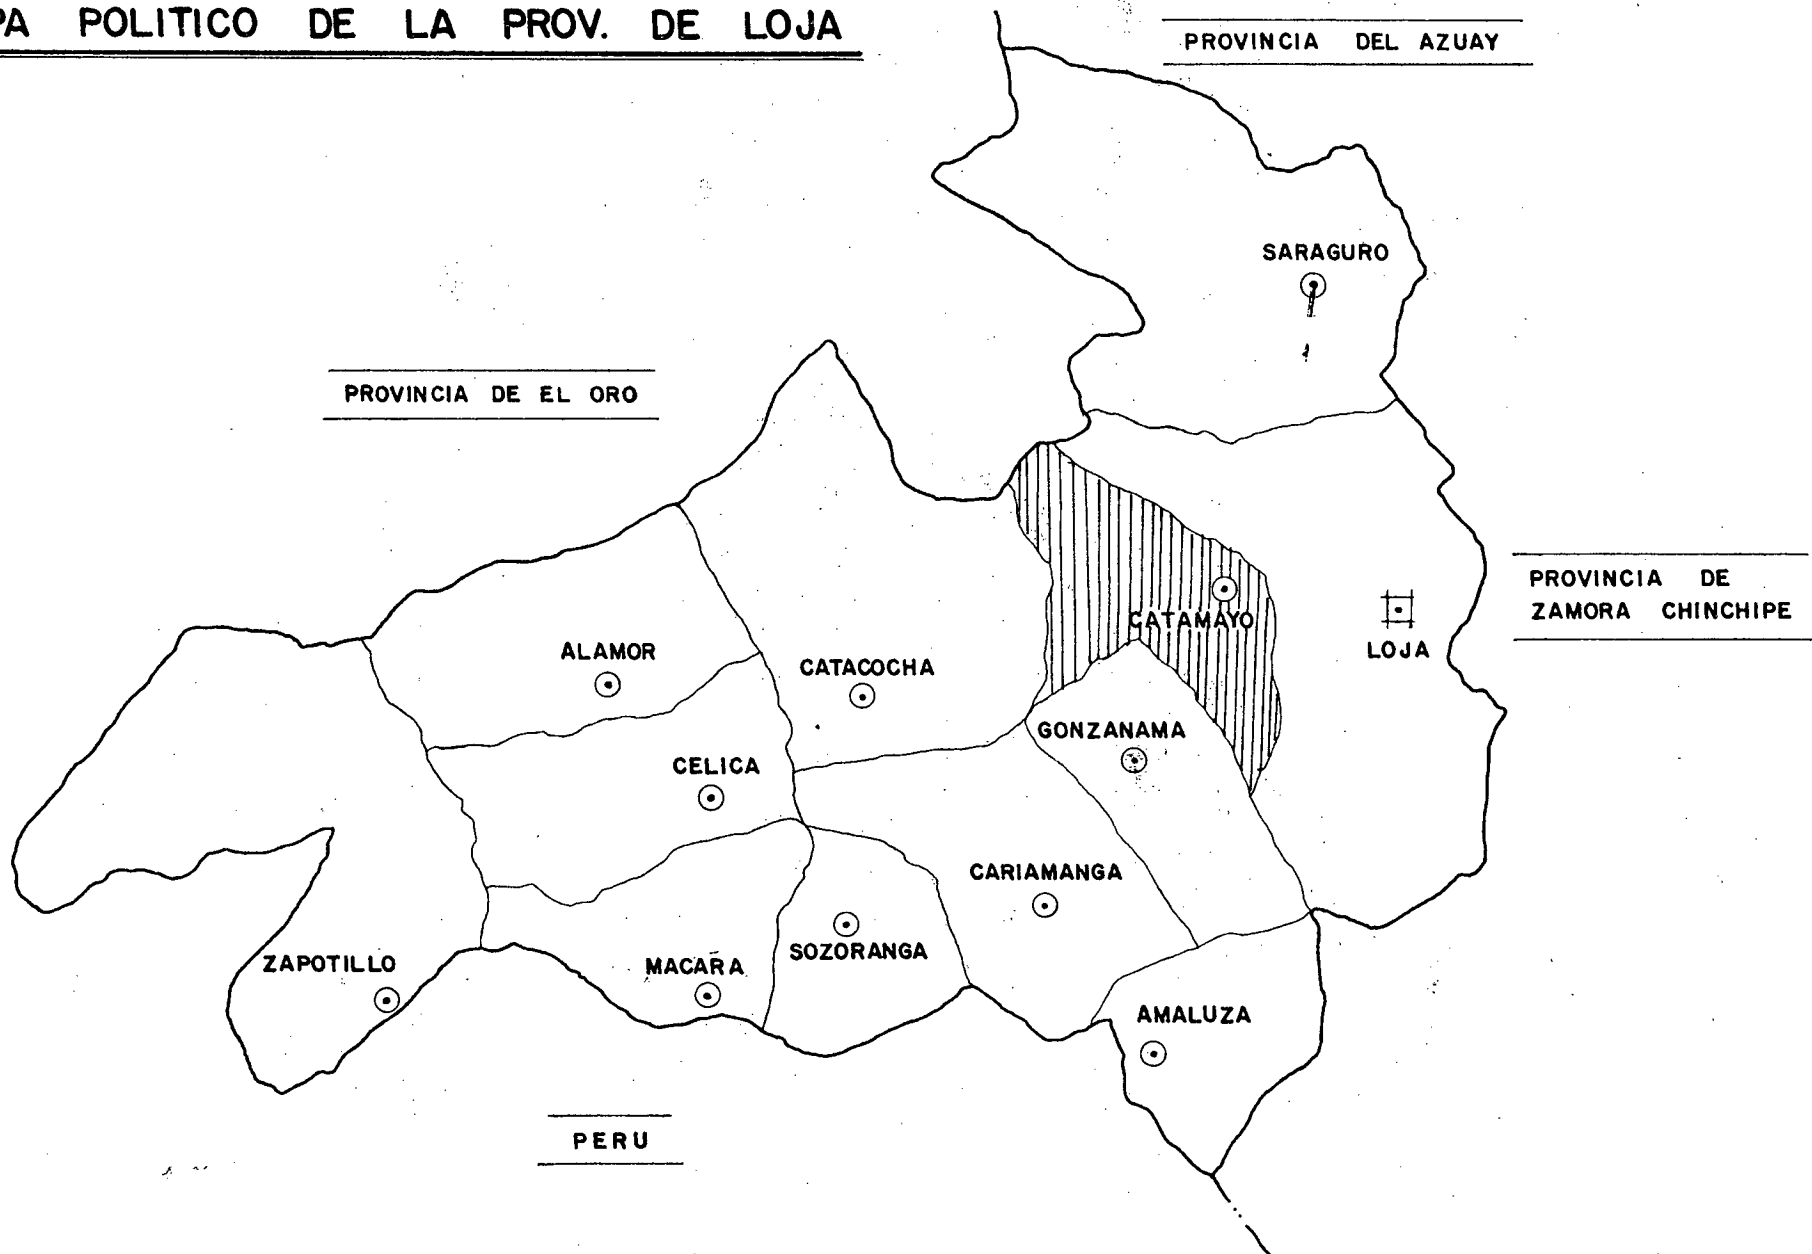 POLITICO DE LA PROV. DE LOJA
PROVINCIA DEL AZUAY
SARAGURO
PROVINCIA DE EL ORO
PROVINCIA DE
ZAMORA CHINCHIPE
CATAMAYO
LOJA
ALAMOR
CATACOCHA
GONZANAMA
CELICA
CARIAMANGA
SOZORANGA
ZAPOTILLO
MACARA
AMALUZA
PERU